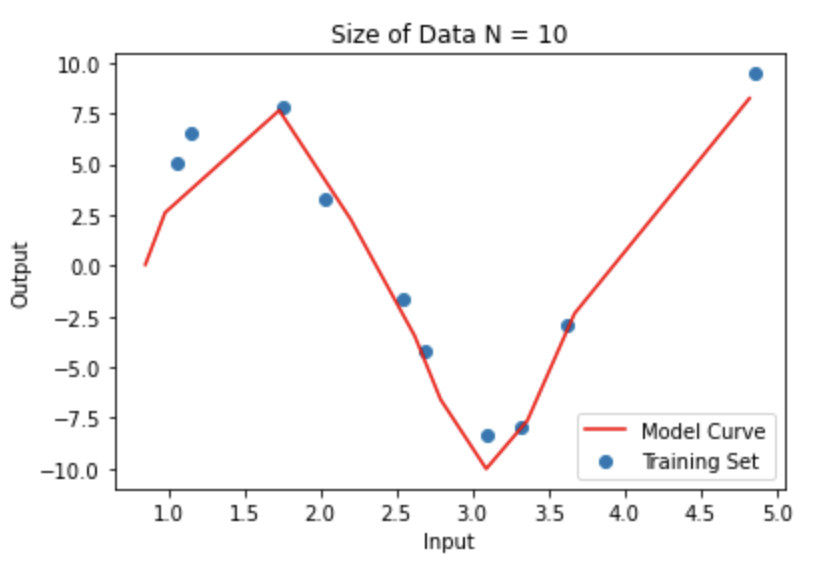 Size of Data N = 10
10.0
7.5
5.0
2.5
0.0
−2.5
−5.0
−7.5
−10.0
Output
Model Curve
Training Set
1.0 1.5 2.0 2.5 3.0 3.5 4.0 4.5 5.0
Input